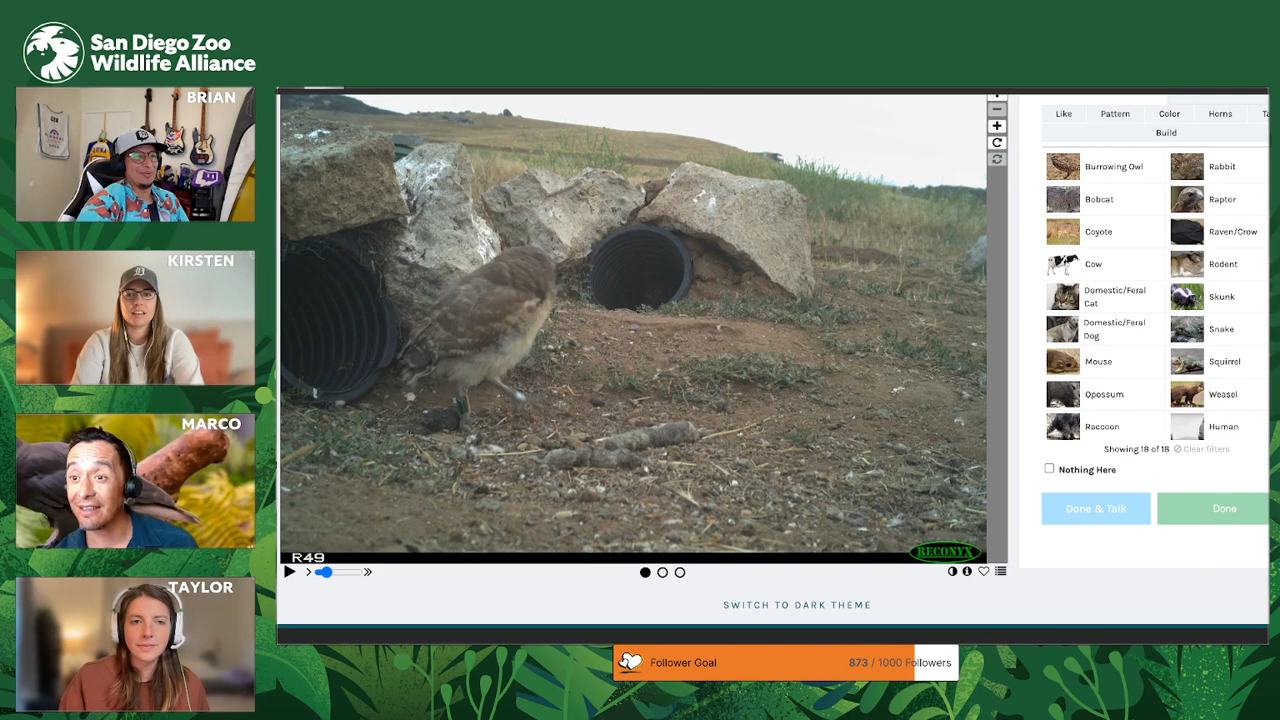 San Diego Zoo
Wildlife Alliance
BRIAN
KIRSTEN
MARCO
TAYLOR
R49
RECONYX
Like
Pattern
Color
Horns
Build
Burrowing Owl
Rabbit
Bobcat
Raptor
Coyote
Raven/Crow
Cow
Rodent
Domestic/Feral
Cat
Skunk
Domestic/Feral
Dog
Snake
Mouse
Squirrel
Opossum
Weasel
Raccoon
Human
Showing 18 of 18
Clear filters
Nothing Here
Done & Talk
Done
SWITCH TO DARK THEME
Follower Goal
873 / 1000 Followers